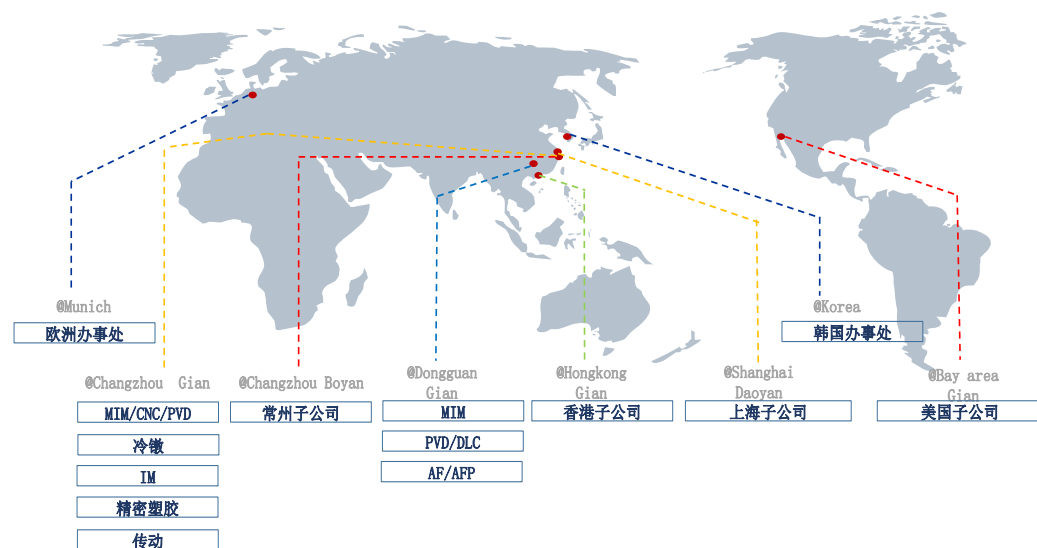 @Munich
欧洲办事处
@Korea
韩国办事处
@Changzhou Gian
MIM/CNC/PVD
冷镦
IM
精密塑胶
传动
@Changzhou Boyan
常州子公司
@Dongguan
Gian
MIM
PVD/DLC
AF/AFP
@Hongkong
Gian
香港子公司
@Shanghai
Daoyan
上海子公司
@Bay area
Gian
美国子公司